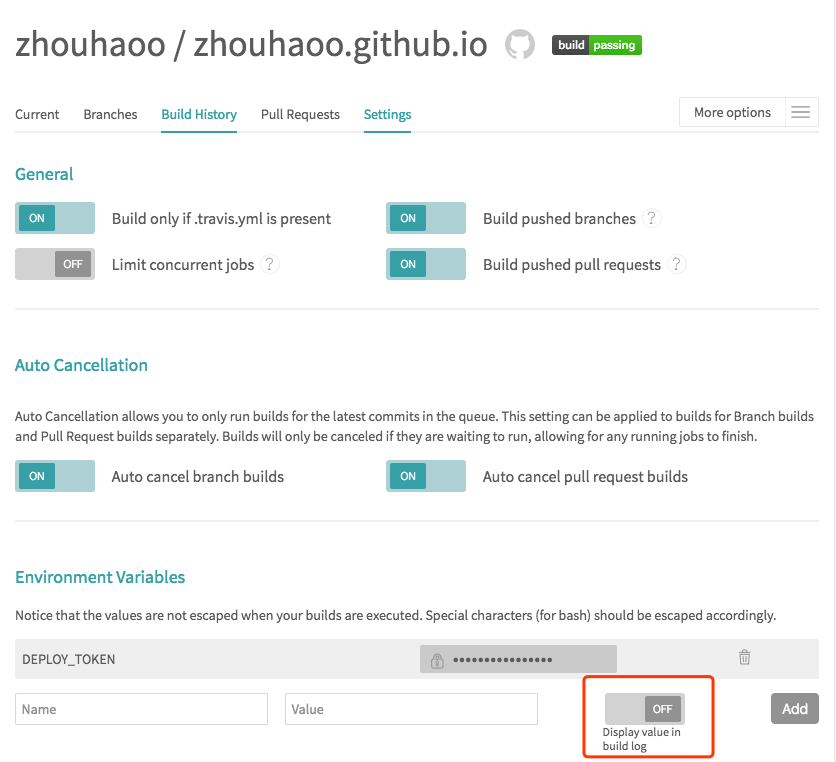 zhouhaoo / zhouhaoo.github.io build passing
Current Branches Build History Pull Requests Settings More options
General
ON Build only if .travis.yml is present ON Build pushed branches ?
OFF Limit concurrent jobs ? ON Build pushed pull requests ?
Auto Cancellation
Auto Cancellation allows you to only run builds for the latest commits in the queue. This setting can be applied to builds for Branch builds
and Pull Request builds separately. Builds will only be canceled if they are waiting to run, allowing for any running jobs to finish.
ON Auto cancel branch builds ON Auto cancel pull request builds
Environment Variables
Notice that the values are not escaped when your builds are executed. Special characters (for bash) should be escaped accordingly.
DEPLOY_TOKEN ••••••••••••••••
Name Value OFF Add
Display value in
build log